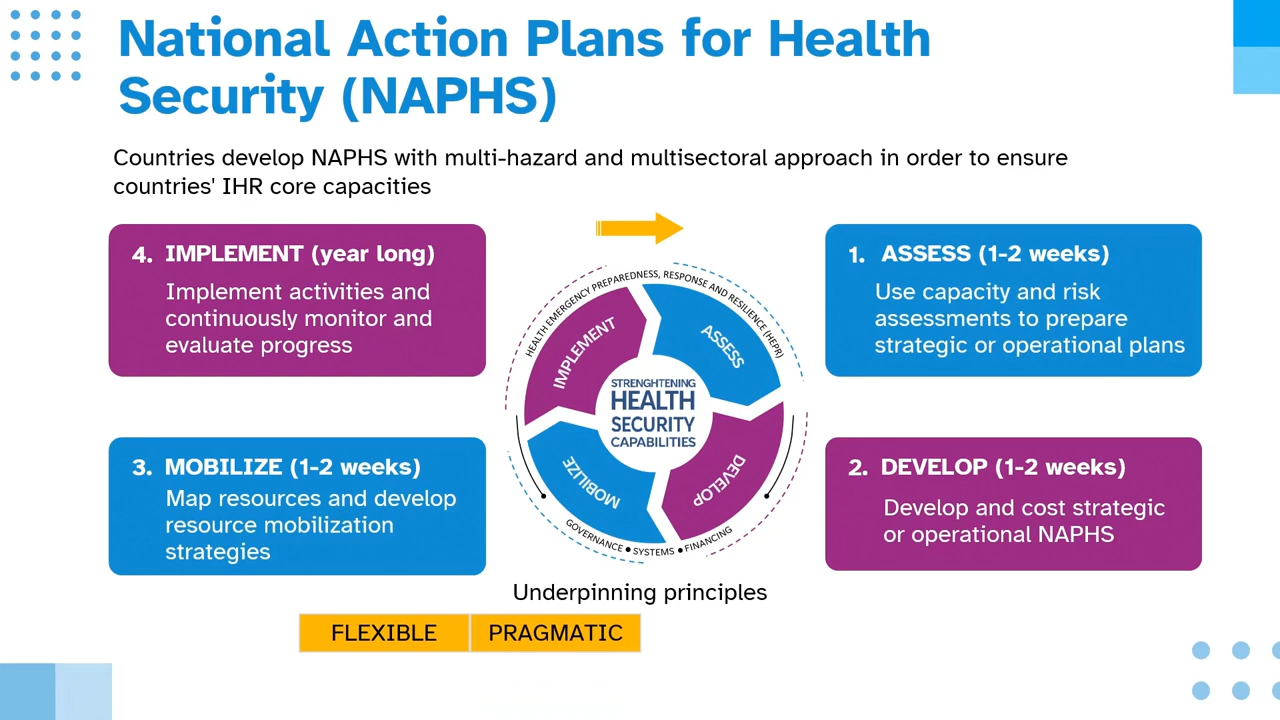 National Action Plans for Health
Security (NAPHS)
Countries develop NAPHS with multi-hazard and multisectoral approach in order to ensure
countries' IHR core capacities
4. IMPLEMENT (year long)
Implement activities and
continuously monitor and
evaluate progress
1. ASSESS (1-2 weeks)
Use capacity and risk
assessments to prepare
strategic or operational plans
HEALTH EMERGENCY PREPAREDNESS, RESPONSE AND RESILIENCE (HEPR)
IMPLEMENT
ASSESS
STRENGHTENING
HEALTH
SECURITY
CAPABILITIES
MOBILIZE
DEVELOP
GOVERNANCE ● SYSTEMS ● FINANCING
3. MOBILIZE (1-2 weeks)
Map resources and develop
resource mobilization
strategies
2. DEVELOP (1-2 weeks)
Develop and cost strategic
or operational NAPHS
Underpinning principles
FLEXIBLE
PRAGMATIC